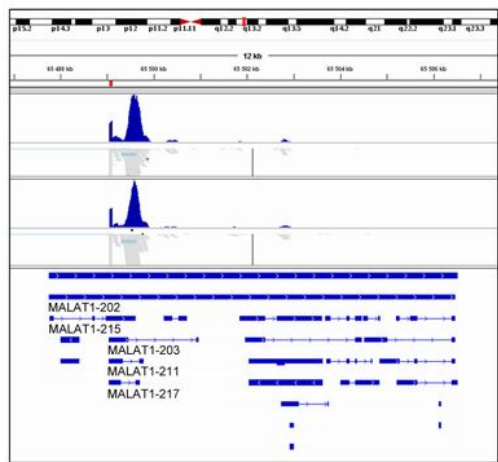 p15.2 p14.3 p13 p12 p11.2 p11.11 q12.2 q13.2 q13.5 q14.2 q21 q22.2 q23.1 q23.3
12 kb
65 498 kb 65 500 kb 65 502 kb 65 504 kb 65 506 kb
MALAT1-202
MALAT1-215
MALAT1-203
MALAT1-211
MALAT1-217